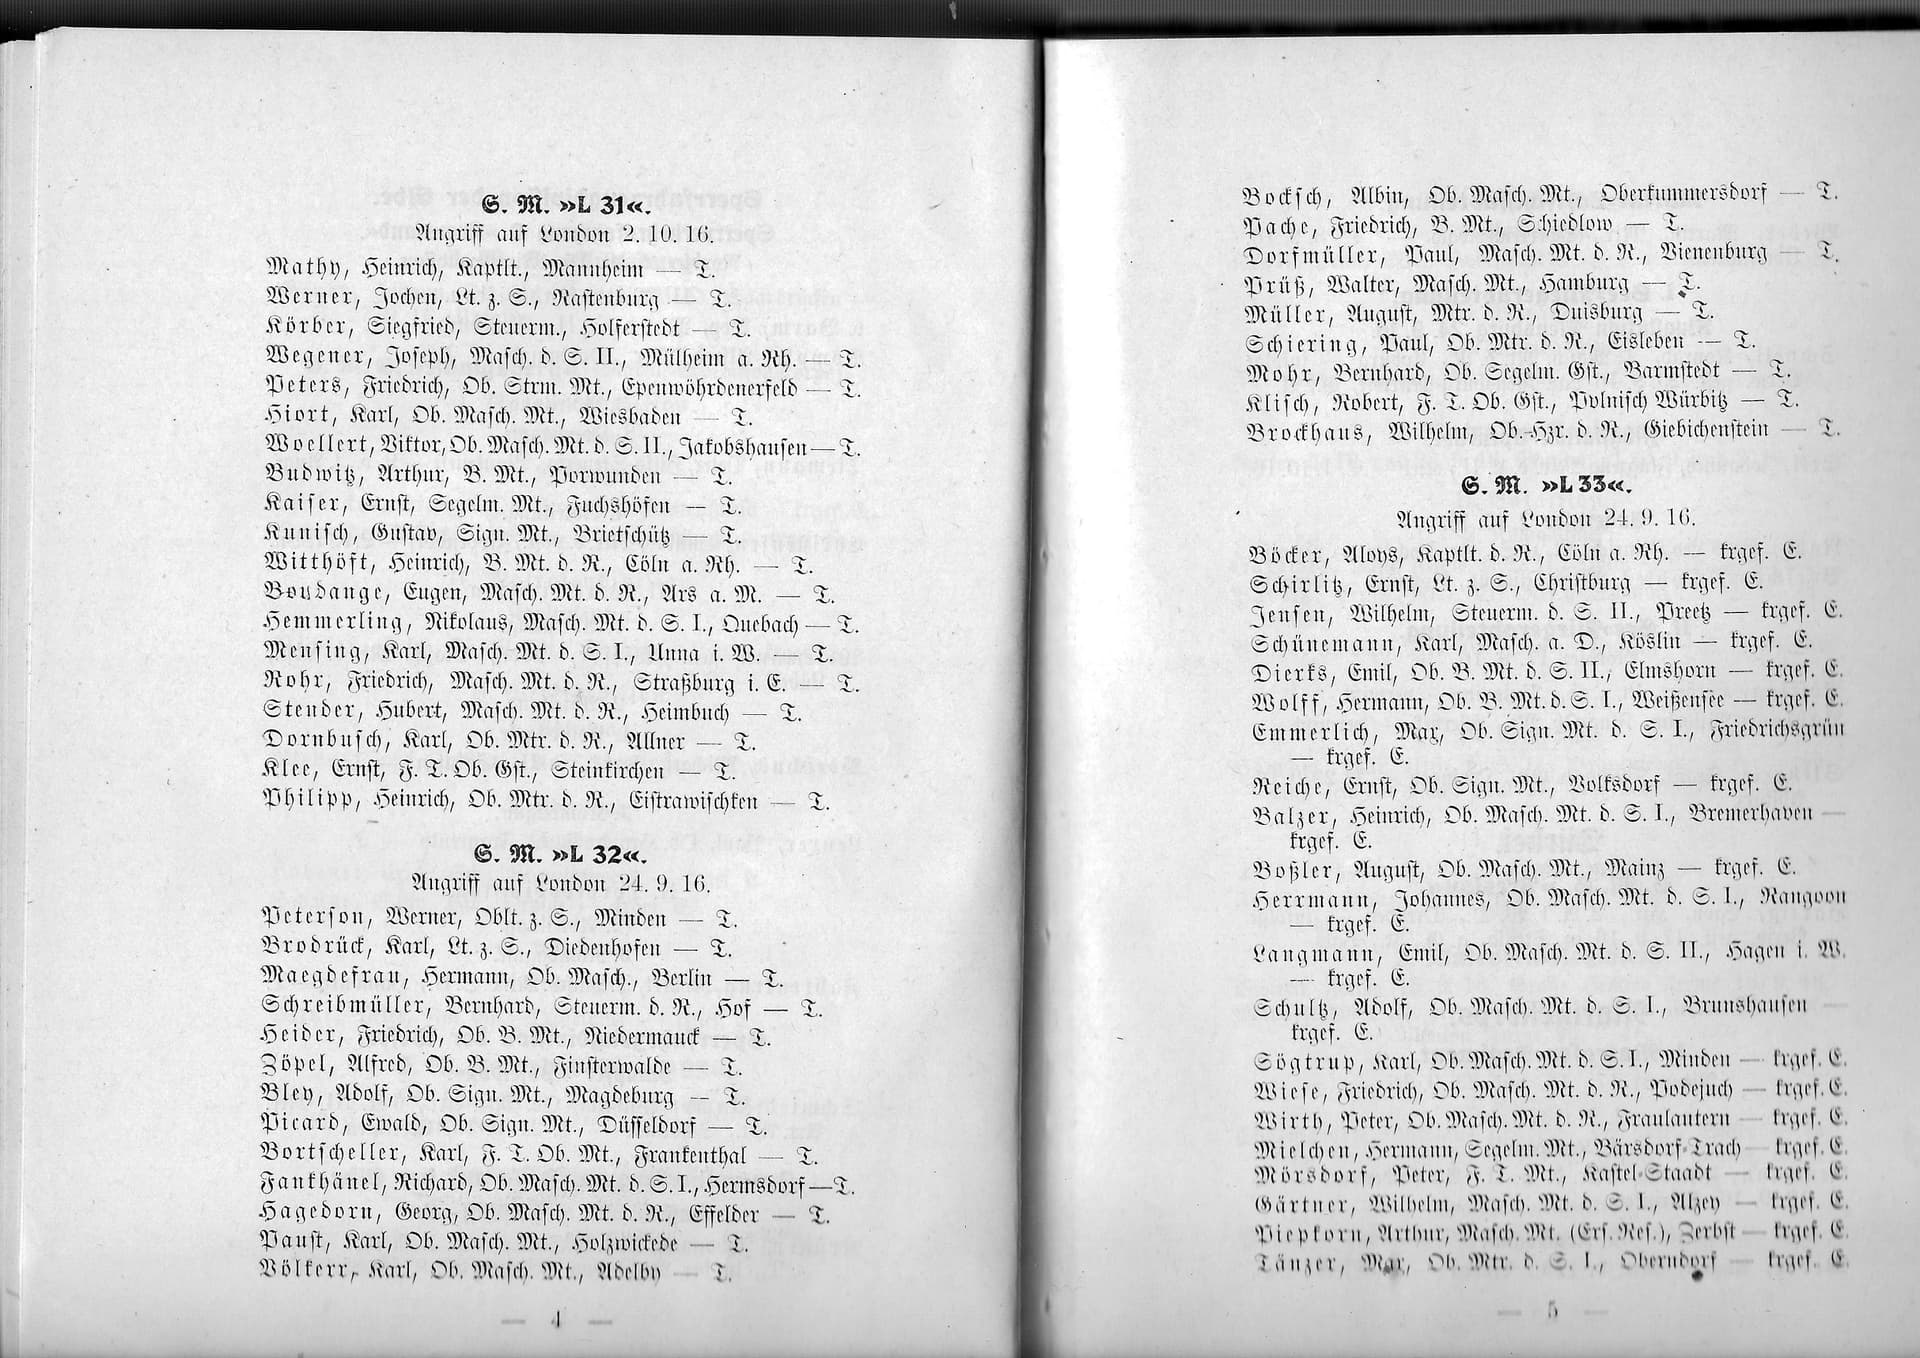 S. M. »L 31«.
Angriff auf London 2. 10. 16.
Mathy, Heinrich, Kaptlt., Mannheim — T.
Werner, Jochen, Lt. z. S., Rastenburg — T.
Körber, Siegfried, Steuerm., Holferstedt — T.
Wegener, Joseph, Masch. d. S. II., Mülheim a. Rh. — T.
Peters, Friedrich, Ob. Strm. Mt., Epenwöhrdenerfeld — T.
Hiort, Karl, Ob. Masch. Mt., Wiesbaden — T.
Woellert, Viktor, Ob. Masch. Mt. d. S. II., Jakobshausen — T.
Budwitz, Arthur, B. Mt., Porwunden — T.
Kaiser, Ernst, Segelm. Mt., Fuchshöfen — T.
Kunisch, Gustav, Sign. Mt., Brietschütz — T.
Witthöft, Heinrich, B. Mt. d. R., Cöln a. Rh. — T.
Boudange, Eugen, Masch. Mt. d. R., Ars a. M. — T.
Hemmerling, Nikolaus, Masch. Mt. d. S. I., Quebach — T.
Mensing, Karl, Masch. Mt. d. S. I., Unna i. W. — T.
Rohr, Friedrich, Masch. Mt. d. R., Straßburg i. E. — T.
Stender, Hubert, Masch. Mt. d. R., Heimbuch — T.
Dornbusch, Karl, Ob. Mtr. d. R., Allner — T.
Klee, Ernst, F. T. Ob. Gst., Steinkirchen — T.
Philipp, Heinrich, Ob. Mtr. d. R., Eistrawischken — T.
S. M. »L 32«.
Angriff auf London 24. 9. 16.
Peterson, Werner, Oblt. z. S., Minden — T.
Brodrück, Karl, Lt. z. S., Diedenhofen — T.
Maegdefrau, Hermann, Ob. Masch., Berlin — T.
Schreibmüller, Bernhard, Steuerm. d. R., Hof — T.
Heider, Friedrich, Ob. B. Mt., Niedermauck — T.
Zöpel, Alfred, Ob. B. Mt., Finsterwalde — T.
Bley, Adolf, Ob. Sign. Mt., Magdeburg — T.
Picard, Ewald, Ob. Sign. Mt., Düsseldorf — T.
Bortscheller, Karl, F. T. Ob. Mt., Frankenthal — T.
Fankhänel, Richard, Ob. Masch. Mt. d. S. I., Hermsdorf — T.
Hagedorn, Georg, Ob. Masch. Mt. d. R., Effelder — T.
Paust, Karl, Ob. Masch. Mt., Holzwickede — T.
Völkerr, Karl, Ob. Masch. Mt., Adelby — T.
— 4 —
Bocksch, Albin, Ob. Masch. Mt., Oberkummersdorf — T.
Pache, Friedrich, B. Mt., Schiedlow — T.
Dorfmüller, Paul, Masch. Mt. d. R., Vienenburg — T.
Prüß, Walter, Masch. Mt., Hamburg — T.
Müller, August, Mtr. d. R., Duisburg — T.
Schiering, Paul, Ob. Mtr. d. R., Eisleben — T.
Mohr, Bernhard, Ob. Segelm. Gst., Barmstedt — T.
Klisch, Robert, F. T. Ob. Gst., Polnisch Würbitz — T.
Brockhaus, Wilhelm, Ob.-Hzr. d. R., Giebichenstein — T.
S. M. »L 33«.
Angriff auf London 24. 9. 16.
Böcker, Aloys, Kaptlt. d. R., Cöln a. Rh. — krgef. E.
Schirlitz, Ernst, Lt. z. S., Christburg — krgef. E.
Jensen, Wilhelm, Steuerm. d. S. II., Preetz — krgef. E.
Schünemann, Karl, Masch. a. D., Köslin — krgef. E.
Dierks, Emil, Ob. B. Mt. d. S. II., Elmshorn — krgef. E.
Wolff, Hermann, Ob. B. Mt. d. S. I., Weißensee — krgef. E.
Emmerlich, Max, Ob. Sign. Mt. d. S. I., Friedrichsgrün
— krgef. E.
Reiche, Ernst, Ob. Sign. Mt., Volksdorf — krgef. E.
Balzer, Heinrich, Ob. Masch. Mt. d. S. I., Bremerhaven —
krgef. E.
Boßler, August, Ob. Masch. Mt., Mainz — krgef. E.
Herrmann, Johannes, Ob. Masch. Mt. d. S. I., Rangoon
— krgef. E.
Langmann, Emil, Ob. Masch. Mt. d. S. II., Hagen i. W.
— krgef. E.
Schultz, Adolf, Ob. Masch. Mt. d. S. I., Brunshausen —
krgef. E.
Sögtrup, Karl, Ob. Masch. Mt. d. S. I., Minden — krgef. E.
Wiese, Friedrich, Ob. Masch. Mt. d. R., Podejuch — krgef. E.
Wirth, Peter, Ob. Masch. Mt. d. R., Fraulautern — krgef. E.
Mielchen, Hermann, Segelm. Mt., Bärsdorf-Trach — krgef. E.
Mörsdorf, Peter, F. T. Mt., Kastel-Staadt — krgef. E.
Gärtner, Wilhelm, Masch. Mt. d. S. I., Alzey — krgef. E.
Piepkorn, Arthur, Masch. Mt. (Ers. Res.), Zerbst — krgef. E.
Tänzer, Max, Ob. Mtr. d. S. I., Oberndorf — krgef. E.
— 5 —